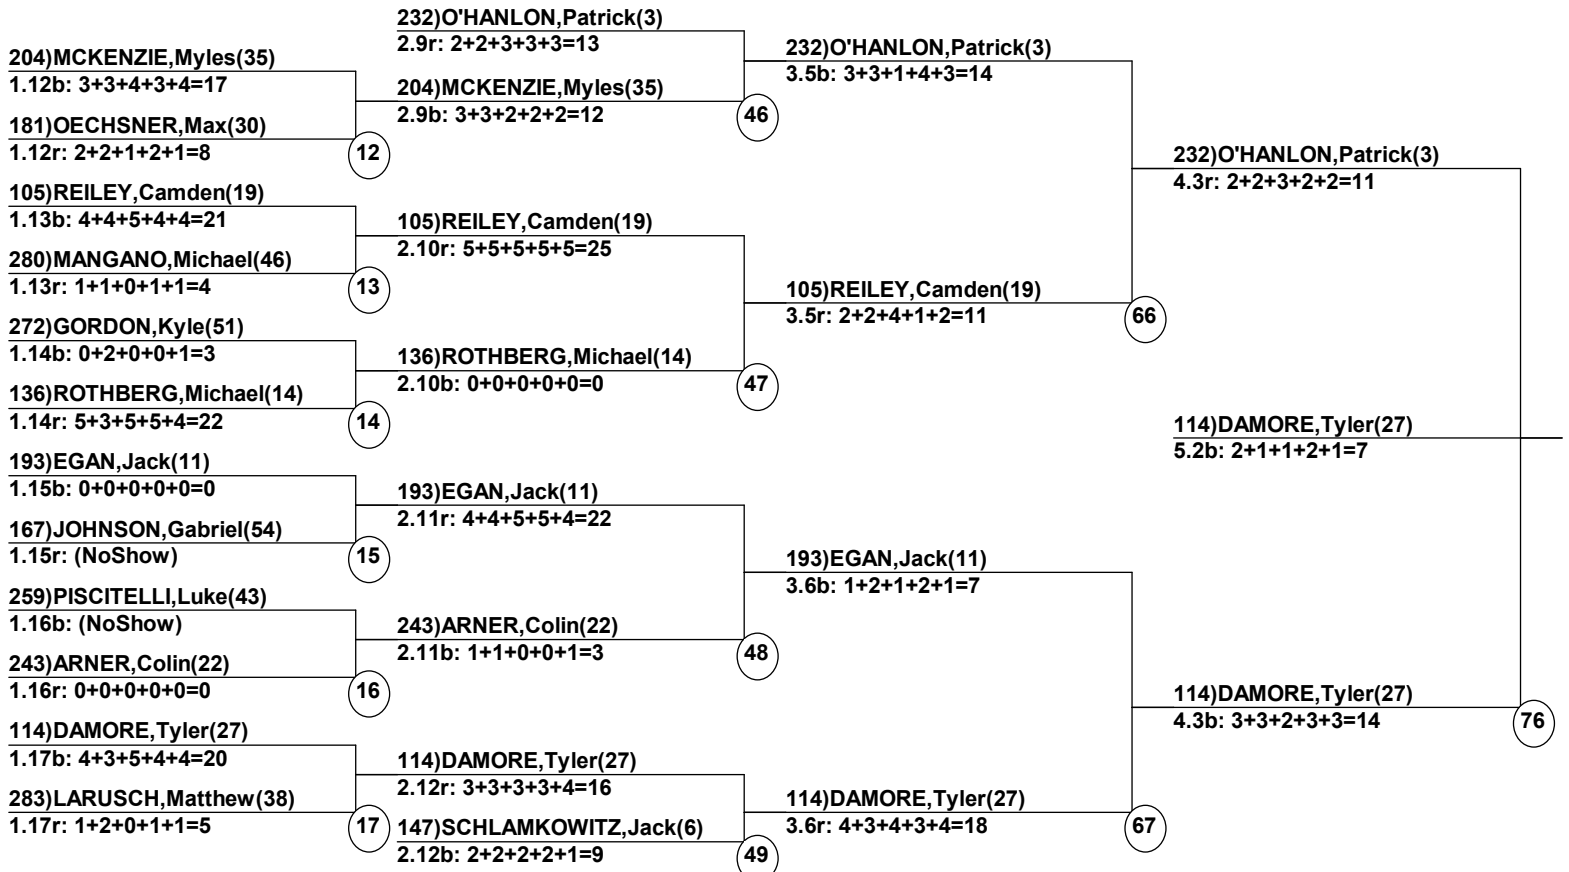 204)MCKENZIE,Myles(35)
1.12b: 3+3+4+3+4=17
181)OECHSNER,Max(30)
1.12r: 2+2+1+2+1=8
12
105)REILEY,Camden(19)
1.13b: 4+4+5+4+4=21
280)MANGANO,Michael(46)
1.13r: 1+1+0+1+1=4
13
272)GORDON,Kyle(51)
1.14b: 0+2+0+0+1=3
136)ROTHBERG,Michael(14)
1.14r: 5+3+5+5+4=22
14
193)EGAN,Jack(11)
1.15b: 0+0+0+0+0=0
167)JOHNSON,Gabriel(54)
1.15r: (NoShow)
15
259)PISCITELLI,Luke(43)
1.16b: (NoShow)
243)ARNER,Colin(22)
1.16r: 0+0+0+0+0=0
16
114)DAMORE,Tyler(27)
1.17b: 4+3+5+4+4=20
283)LARUSCH,Matthew(38)
1.17r: 1+2+0+1+1=5
17
232)O'HANLON,Patrick(3)
2.9r: 2+2+3+3+3=13
204)MCKENZIE,Myles(35)
2.9b: 3+3+2+2+2=12
46
105)REILEY,Camden(19)
2.10r: 5+5+5+5+5=25
136)ROTHBERG,Michael(14)
2.10b: 0+0+0+0+0=0
47
193)EGAN,Jack(11)
2.11r: 4+4+5+5+4=22
243)ARNER,Colin(22)
2.11b: 1+1+0+0+1=3
48
114)DAMORE,Tyler(27)
2.12r: 3+3+3+3+4=16
147)SCHLAMKOWITZ,Jack(6)
2.12b: 2+2+2+2+1=9
49
232)O'HANLON,Patrick(3)
3.5b: 3+3+1+4+3=14
105)REILEY,Camden(19)
3.5r: 2+2+4+1+2=11
66
193)EGAN,Jack(11)
3.6b: 1+2+1+2+1=7
114)DAMORE,Tyler(27)
3.6r: 4+3+4+3+4=18
67
232)O'HANLON,Patrick(3)
4.3r: 2+2+3+2+2=11
114)DAMORE,Tyler(27)
5.2b: 2+1+1+2+1=7
114)DAMORE,Tyler(27)
4.3b: 3+3+2+3+3=14
76